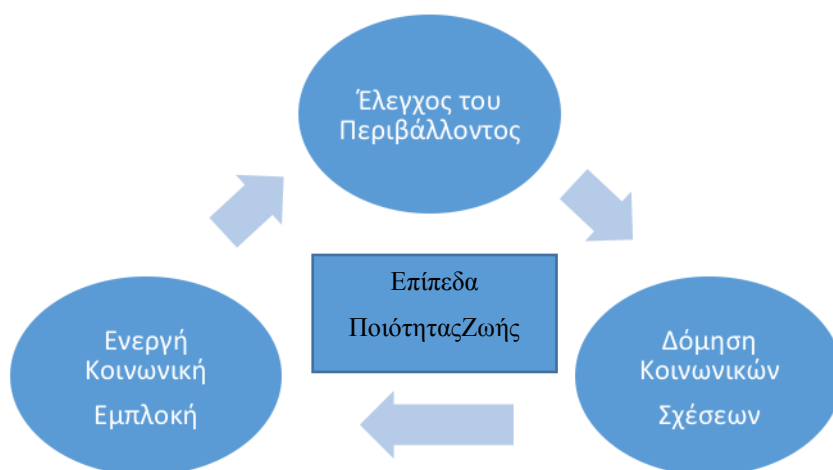 Έλεγχος του
Περιβάλλοντος
Επίπεδα
ΠοιότηταςΖωής
Ενεργή
Κοινωνική
Εμπλοκή
Δόμηση
Κοινωνικών
Σχέσεων